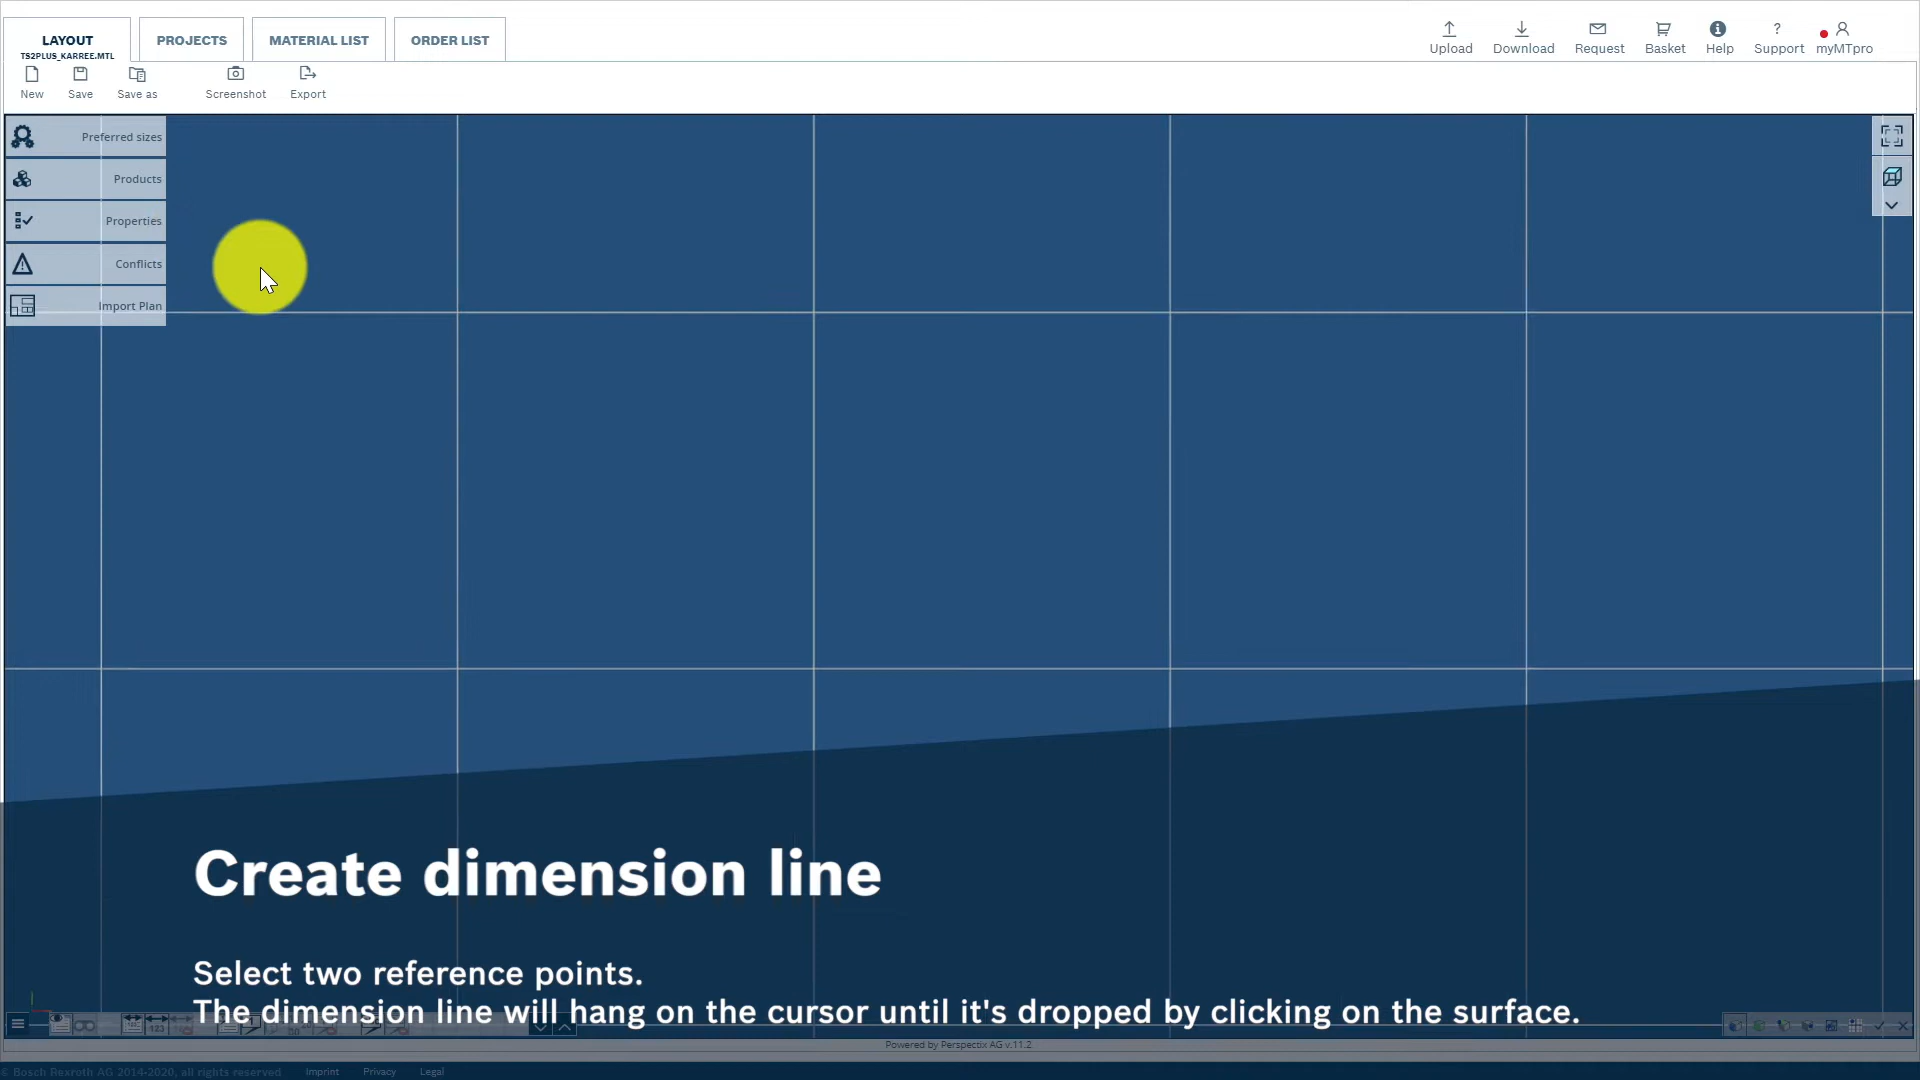 LAYOUT
TS2PLUS_KARREE.MTL
PROJECTS
MATERIAL LIST
ORDER LIST
Upload
Download
Request
Basket
Help
Support
myMTpro
New
Save
Save as
Screenshot
Export
Preferred sizes
Products
Properties
Conflicts
Import Plan
Create dimension line
Select two reference points.
The dimension line will hang on the cursor until it's dropped by clicking on the surface.
123
Powered by Perspectix AG v.11.2
© Bosch Rexroth AG 2014-2020, all rights reserved
Imprint
Privacy
Legal